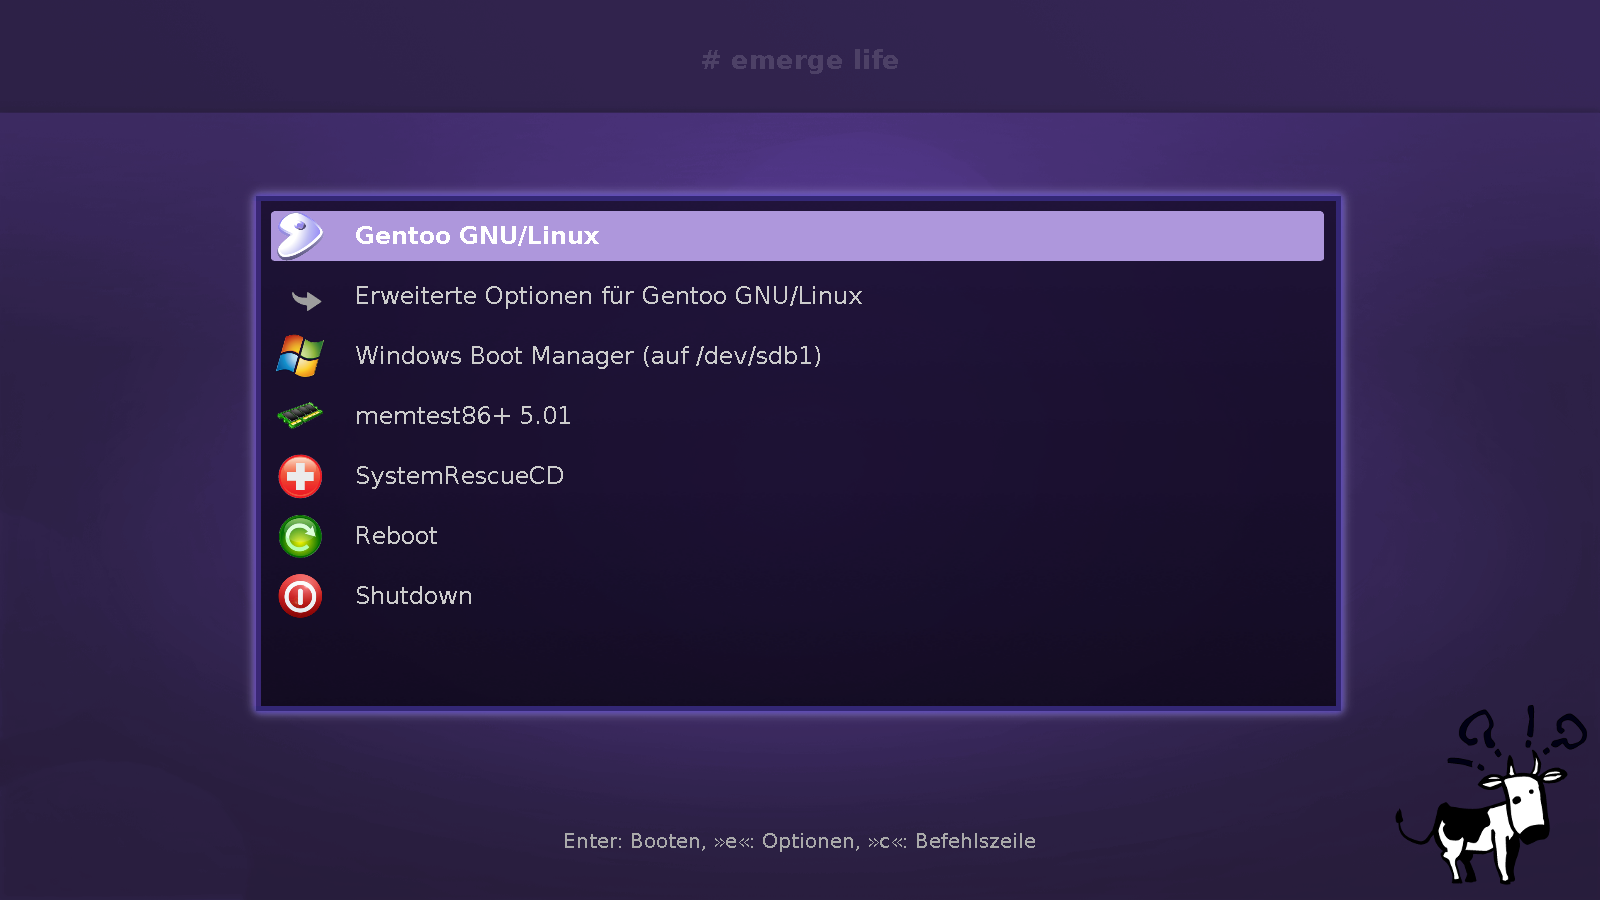 # emerge life
Gentoo GNU/Linux
Erweiterte Optionen für Gentoo GNU/Linux
Windows Boot Manager (auf /dev/sdb1)
memtest86+ 5.01
SystemRescueCD
Reboot
Shutdown
Enter: Booten, »e«: Optionen, »c«: Befehlszeile